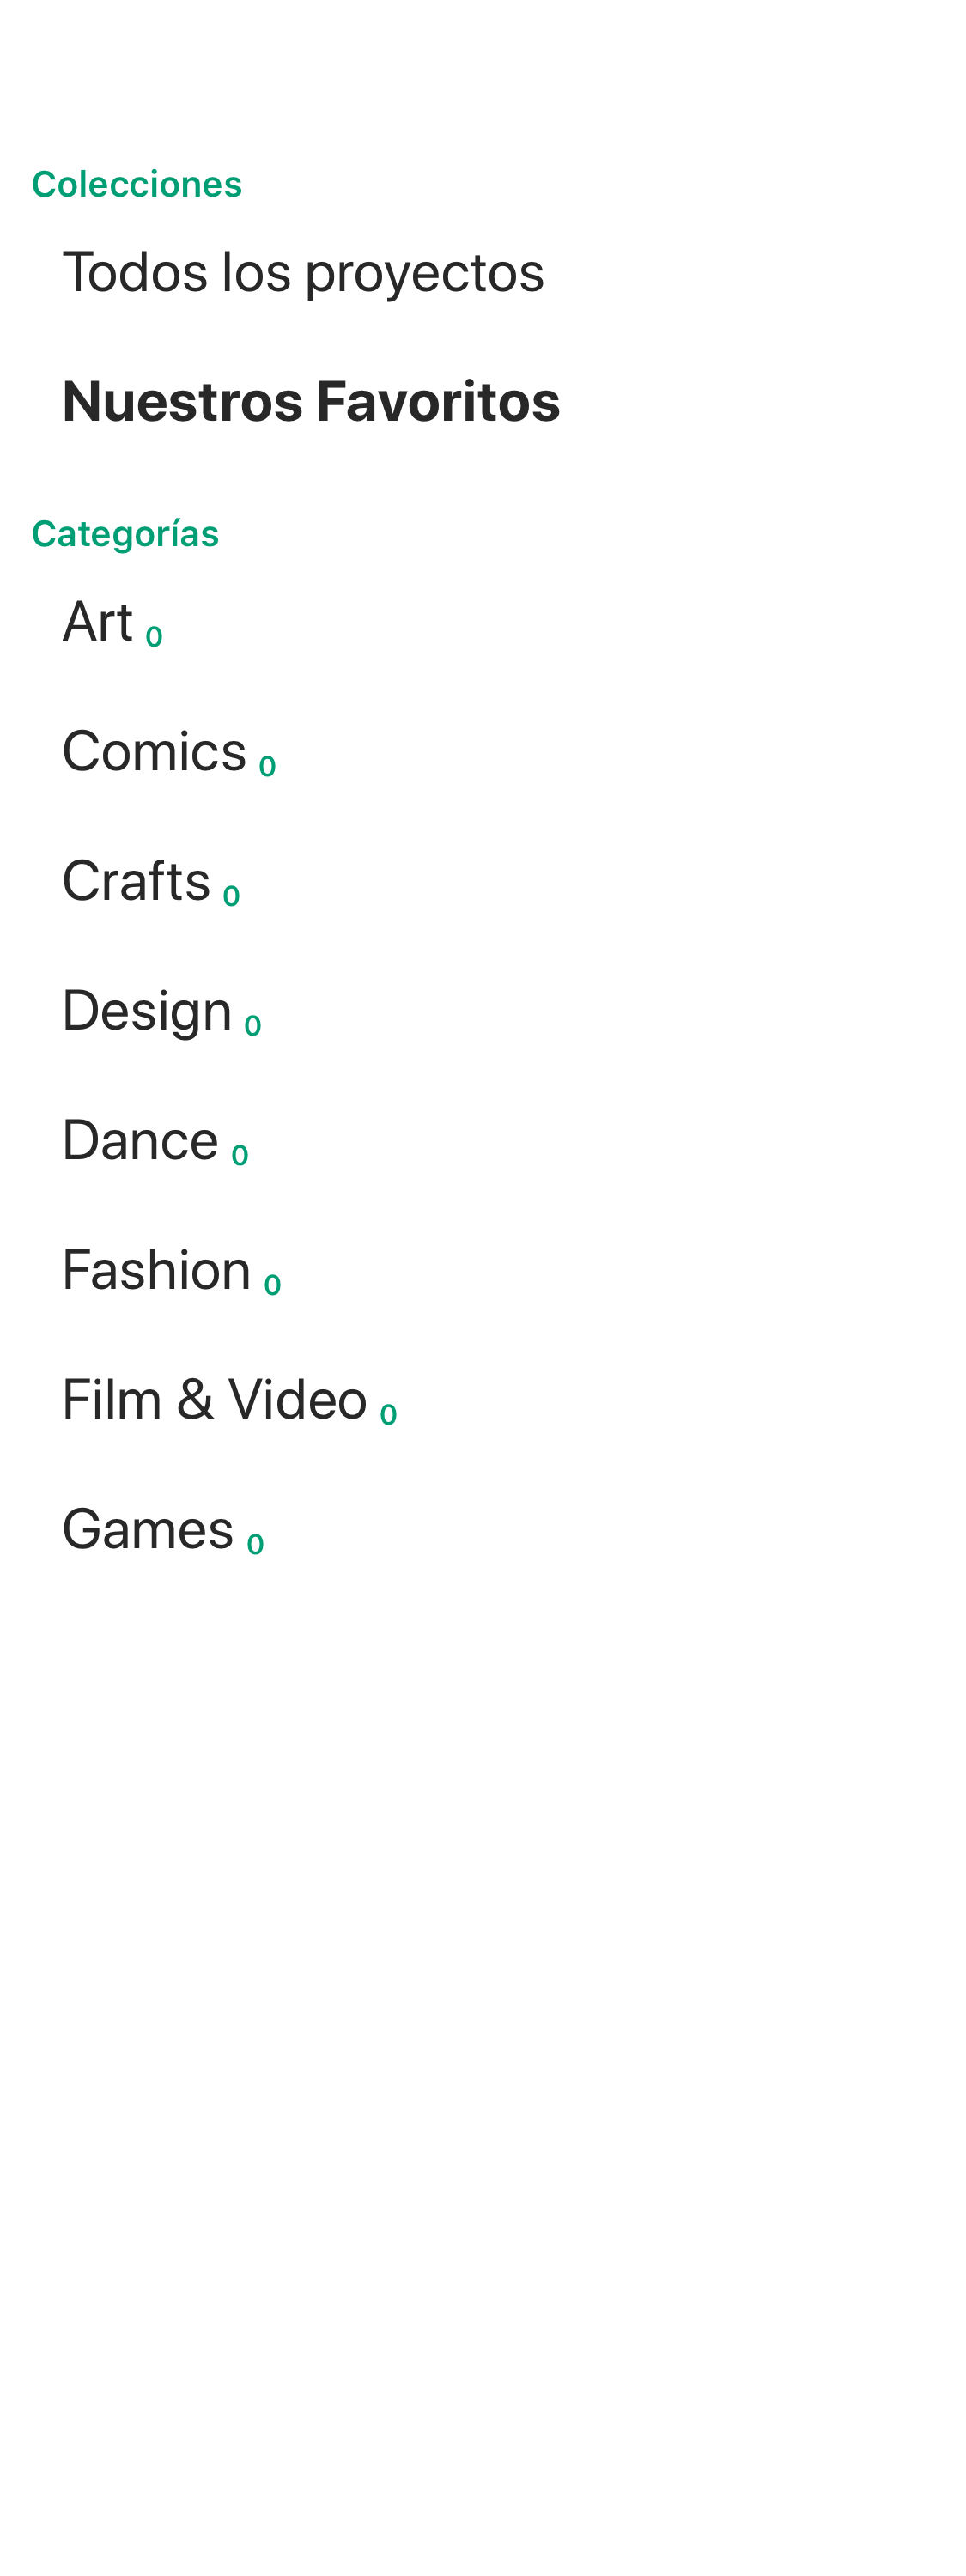 Colecciones
Todos los proyectos
Nuestros Favoritos
Categorías
Art 0
Comics 0
Crafts 0
Design 0
Dance 0
Fashion 0
Film & Video 0
Games 0